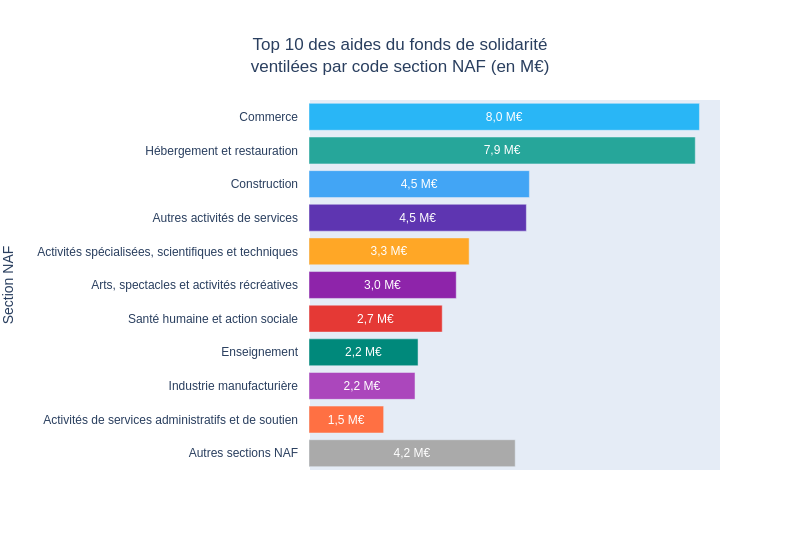 Top 10 des aides du fonds de solidarité
ventilées par code section NAF (en M€)
Section NAF
Commerce 8,0 M€
Hébergement et restauration 7,9 M€
Construction 4,5 M€
Autres activités de services 4,5 M€
Activités spécialisées, scientifiques et techniques 3,3 M€
Arts, spectacles et activités récréatives 3,0 M€
Santé humaine et action sociale 2,7 M€
Enseignement 2,2 M€
Industrie manufacturière 2,2 M€
Activités de services administratifs et de soutien 1,5 M€
Autres sections NAF 4,2 M€